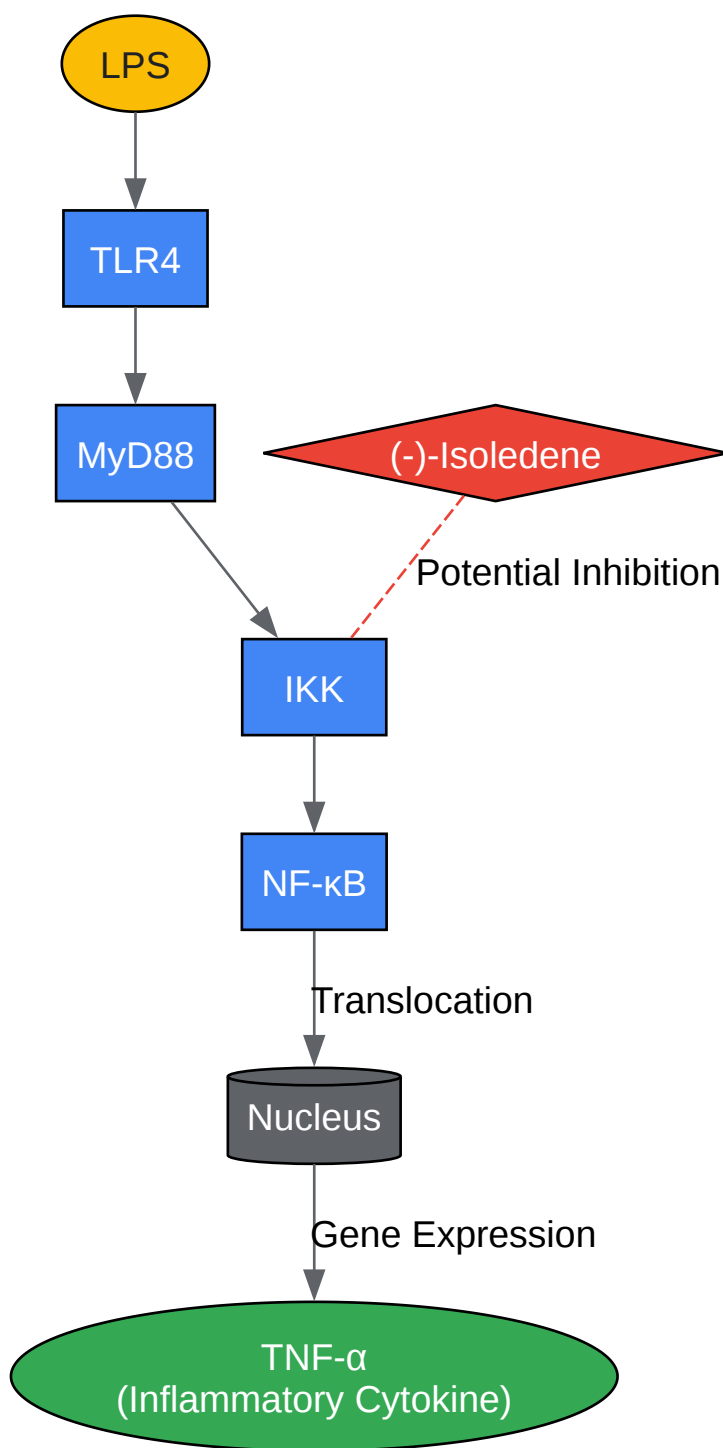 LPS
TLR4
MyD88
(-)-Isoledene
Potential Inhibition
IKK
NF-κB
Translocation
Nucleus
Gene Expression
TNF-α
(Inflammatory Cytokine)